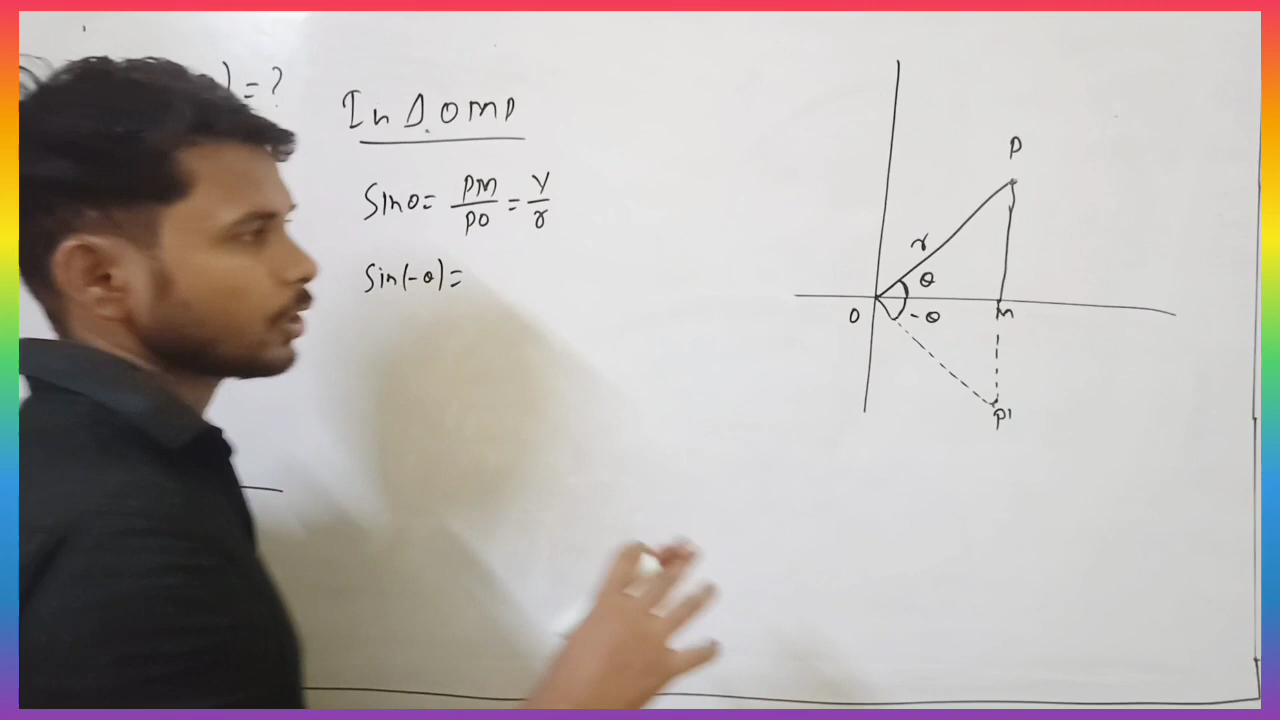 ) = ?
In Δ.OMP
Sinθ = PM/PO = y/r
Sin(-θ) =
P
r
θ
O
-θ
M
P'